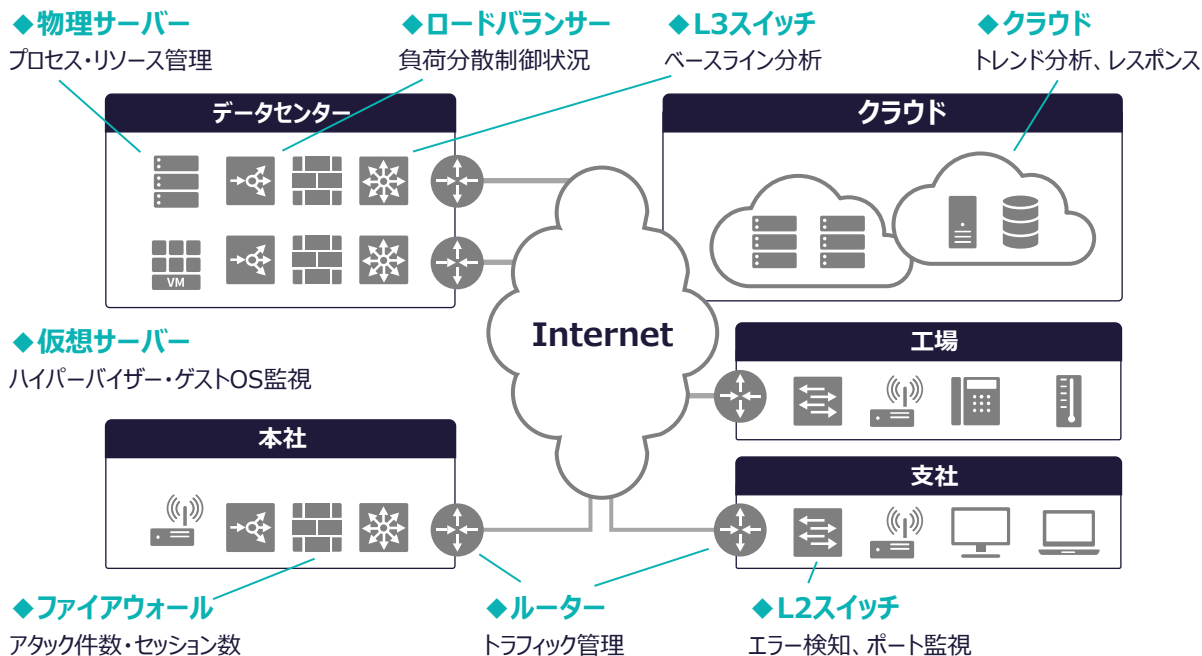 ◆物理サーバー
プロセス・リソース管理
◆ロードバランサー
負荷分散制御状況
◆L3スイッチ
ベースライン分析
◆クラウド
トレンド分析、レスポンス
データセンター
クラウド
VM
Internet
◆仮想サーバー
ハイパーバイザー・ゲストOS監視
工場
本社
支社
◆ファイアウォール
アタック件数・セッション数
◆ルーター
トラフィック管理
◆L2スイッチ
エラー検知、ポート監視